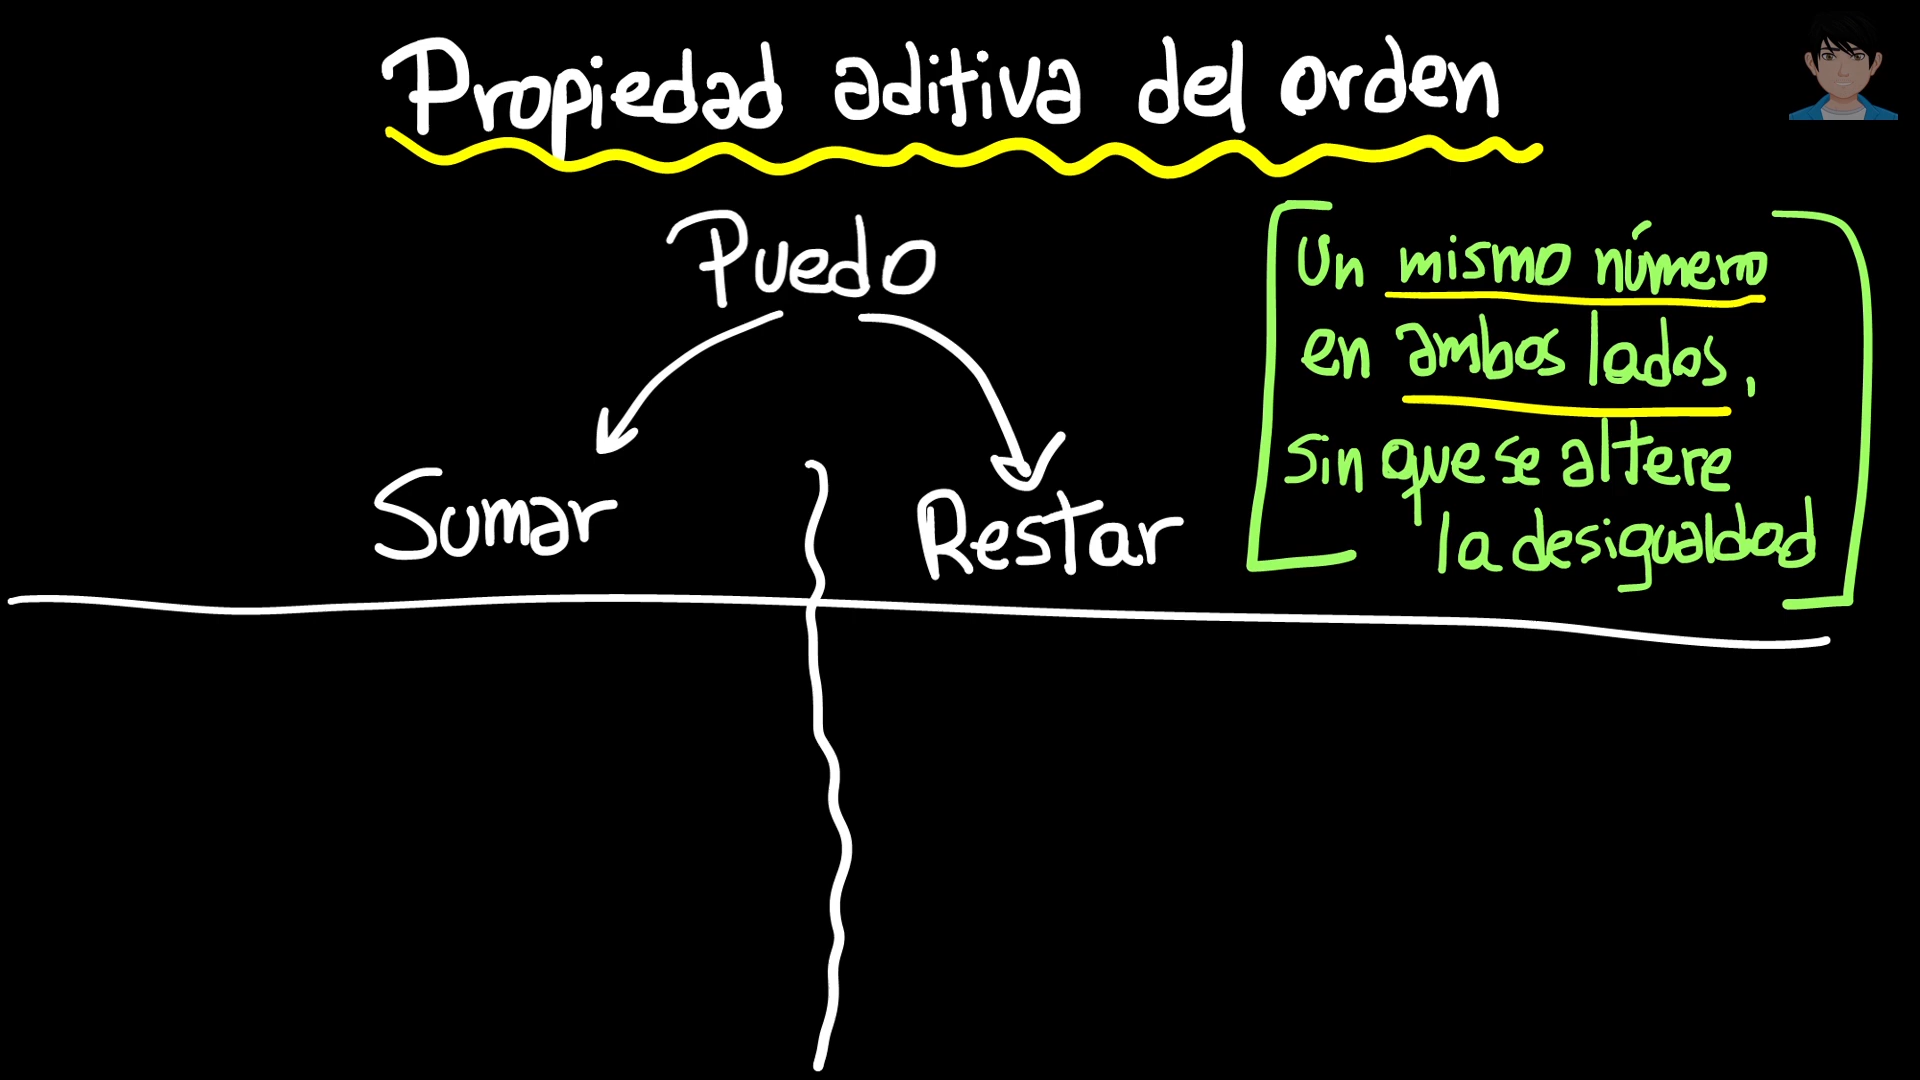 Propiedad aditiva del orden
Puedo
Sumar
Restar
Un mismo número
en ambos lados,
sin que se altere
la desigualdad